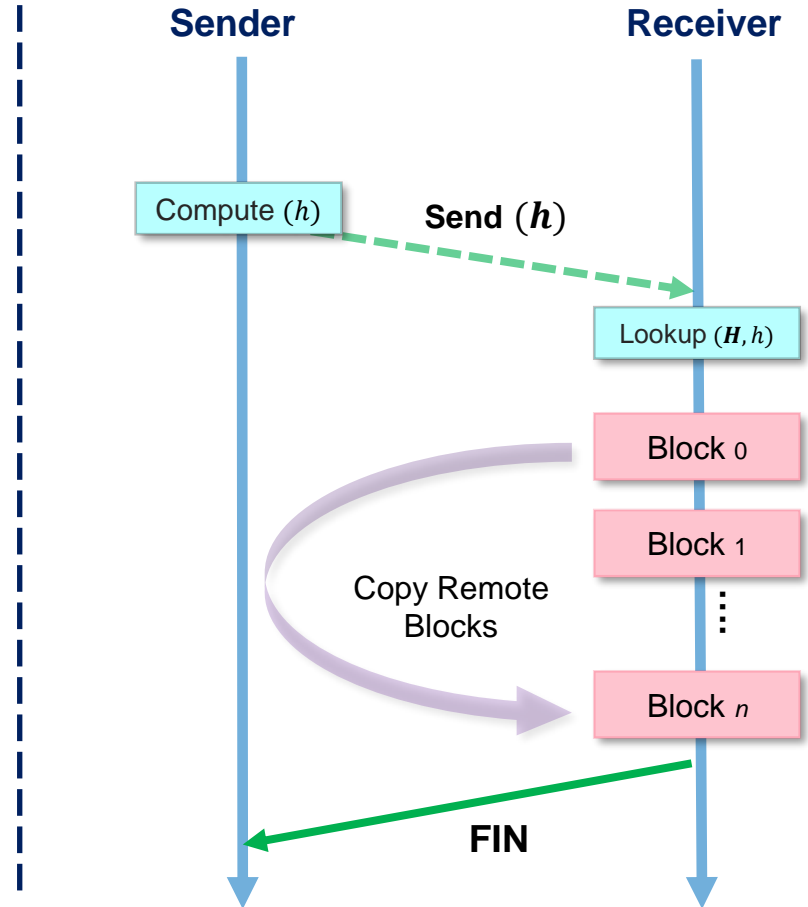 Sender
Receiver
Compute (h)
Send (h)
Lookup (H, h)
Block 0
Block 1
Copy Remote
Blocks
Block n
FIN